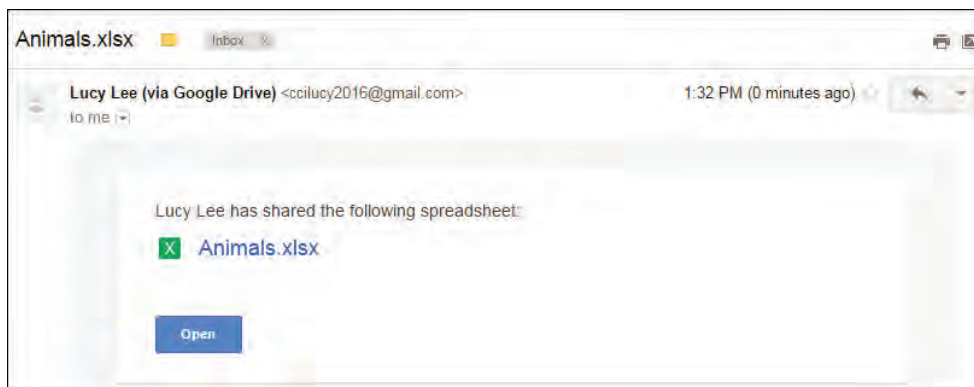 Animals.xlsx Inbox x
Lucy Lee (via Google Drive) <ccilucy2016@gmail.com> 1:32 PM (0 minutes ago)
to me
Lucy Lee has shared the following spreadsheet:
X Animals.xlsx
Open